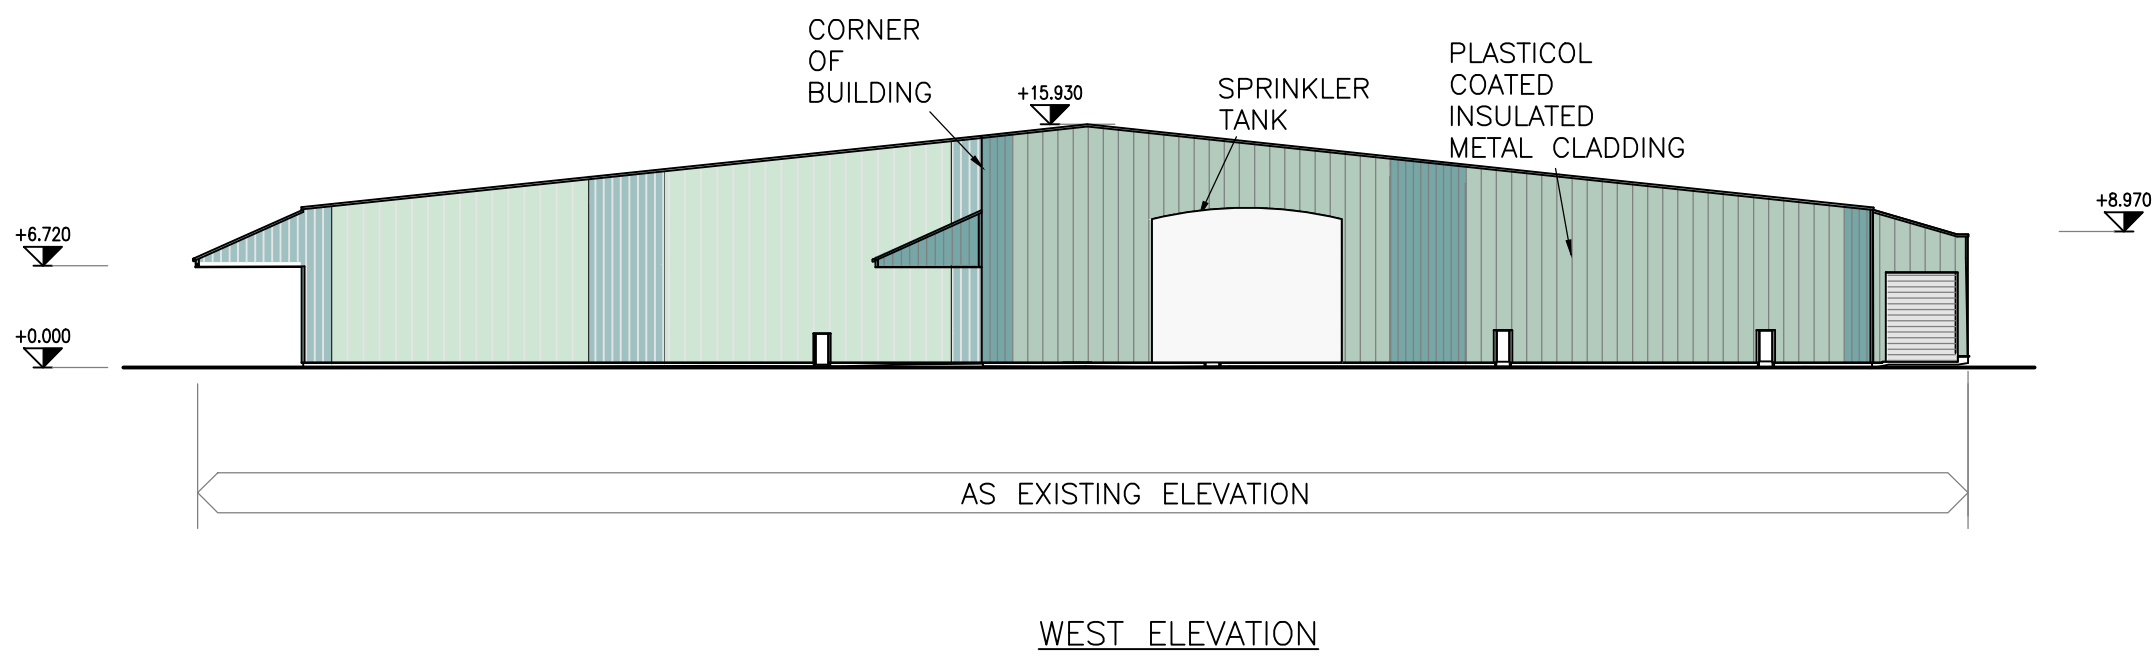 CORNER
OF
BUILDING
+15.930
SPRINKLER
TANK
PLASTICOL
COATED
INSULATED
METAL CLADDING
+8.970
+6.720
+0.000
AS EXISTING ELEVATION
WEST ELEVATION